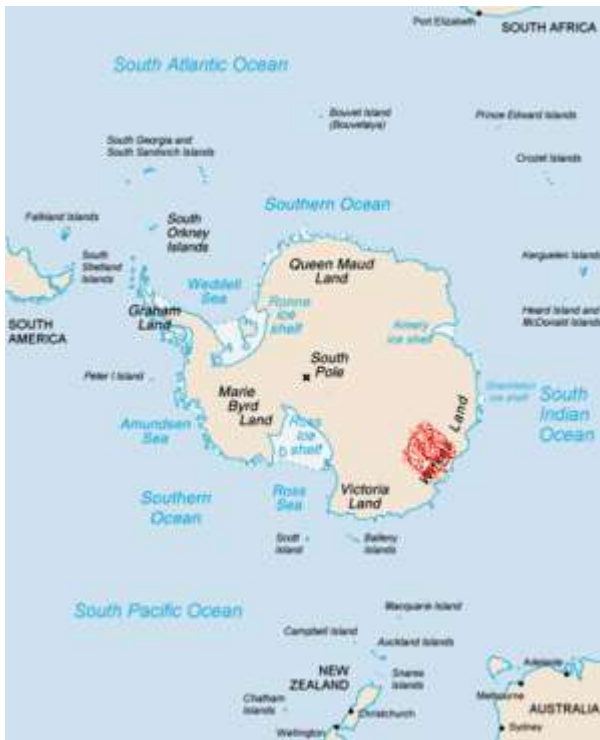 Port Elizabeth
SOUTH AFRICA
South Atlantic Ocean
Bouvet Island
(Bouvetøya)
Prince Edward Islands
South Georgia and
South Sandwich Islands
Crozet Islands
Southern Ocean
Falkland Islands
South
Orkney
Islands
South
Shetland
Islands
Queen Maud
Land
Kerguelen Islands
Weddell
Sea
Ronne
ice
shelf
Graham
Land
Heard Island and
McDonald Islands
SOUTH
AMERICA
Amery
ice shelf
South
Pole
Peter I Island
Marie
Byrd
Land
Shackleton
ice shelf
South
Indian
Ocean
Land
Amundsen
Sea
Ross
ice
shelf
Southern
Ocean
Ross
Sea
Victoria
Land
Scott
Island
Balleny
Islands
South Pacific Ocean
Macquarie Island
Campbell Island
Auckland Islands
NEW
ZEALAND
Snares
Islands
Adelaide
Melbourne
Chatham
Islands
Christchurch
AUSTRALIA
Wellington
Sydney